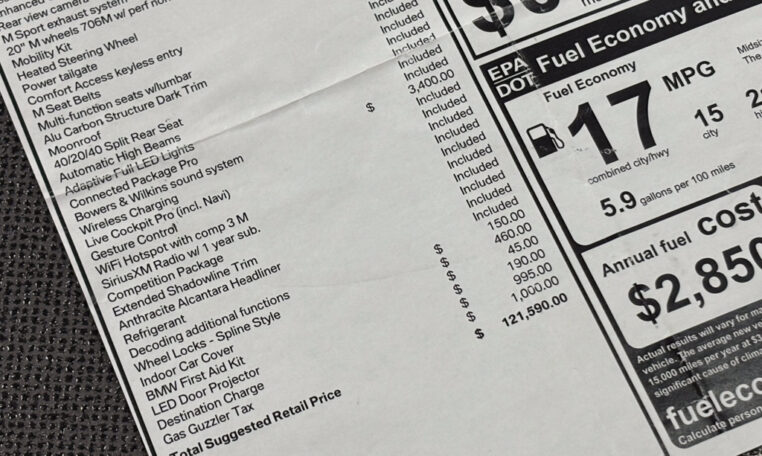 Rear view camera
M Sport exhaust system
20" M wheels 706M w/ perf
Mobility Kit
Heated Steering Wheel
Power tailgate
Comfort Access keyless entry
M Seat Belts
Multi-function seats w/lumbar
Alu Carbon Structure Dark Trim
Moonroof
40/20/40 Split Rear Seat
Automatic High Beams
Adaptive Full LED Lights
Connected Package Pro
Bowers & Wilkins sound system
Wireless Charging
Live Cockpit Pro (incl. Navi)
Gesture Control
WiFi Hotspot with comp 3 M
SiriusXM Radio w/ 1 year sub.
Competition Package
Extended Shadowline Trim
Anthracite Alcantara Headliner
Refrigerant
Decoding additional functions
Wheel Locks - Spline Style
Indoor Car Cover
BMW First Aid Kit
LED Door Projector
Destination Charge
Gas Guzzler Tax
Total Suggested Retail Price
Included
Included
Included
Included
Included
$ 3,400.00
Included
Included
Included
Included
Included
Included
Included
Included
Included
$ 150.00
$ 460.00
$ 45.00
$ 190.00
$ 995.00
$ 1,000.00
$ 121,590.00
EPA
DOT
Fuel Economy and
Fuel Economy
17 MPG
combined city/hwy
15
city
5.9 gallons per 100 miles
Annual fuel cost
$2,850
Actual results will vary for
vehicle. The average new
15,000 miles per year at
significant cause of
Calculate